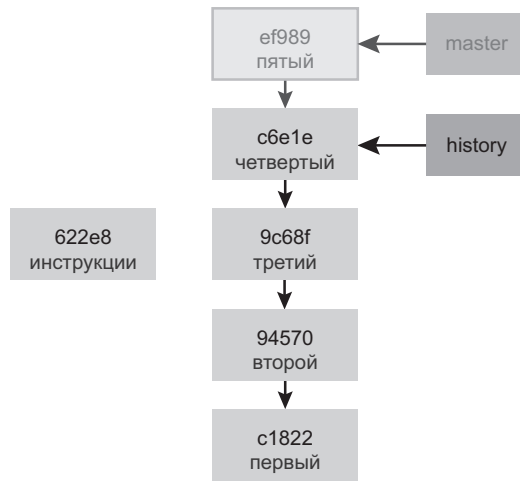 ef989
пятый
master
c6e1e
четвертый
history
622e8
инструкции
9c68f
третий
94570
второй
c1822
первый